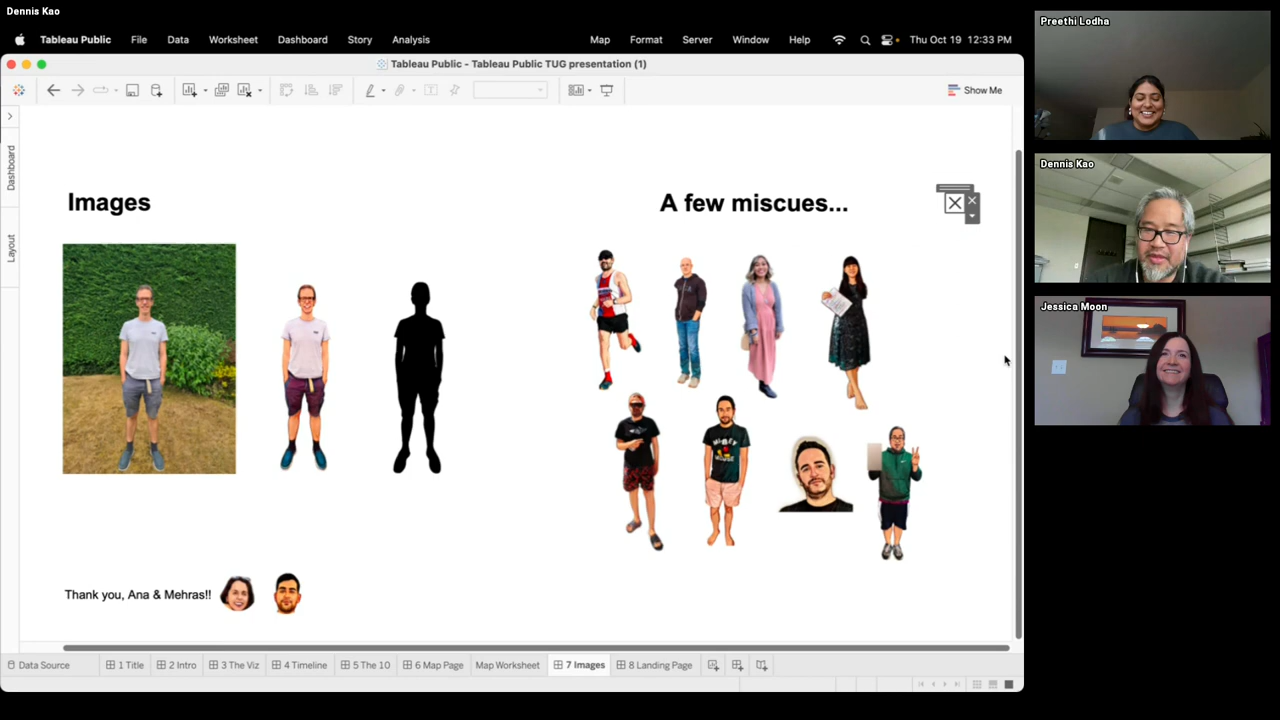 Dennis Kao
Tableau Public File Data Worksheet Dashboard Story Analysis Map Format Server Window Help Thu Oct 19 12:33 PM
Tableau Public - Tableau Public TUG presentation (1)
Show Me
Dashboard
Layout
Images
A few miscues...
Thank you, Ana & Mehras!!
Data Source 1 Title 2 Intro 3 The Viz 4 Timeline 5 The 10 6 Map Page Map Worksheet 7 Images 8 Landing Page
Preethi Lodha
Dennis Kao
Jessica Moon